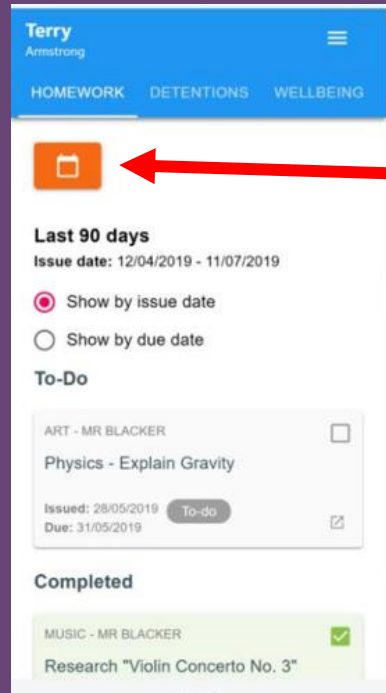 Terry
Armstrong
HOMEWORK DETENTIONS WELLBEING
Last 90 days
Issue date: 12/04/2019 - 11/07/2019
Show by issue date
Show by due date
To-Do
ART - MR BLACKER
Physics - Explain Gravity
Issued: 28/05/2019 To-do
Due: 31/05/2019
Completed
MUSIC - MR BLACKER
Research "Violin Concerto No. 3"